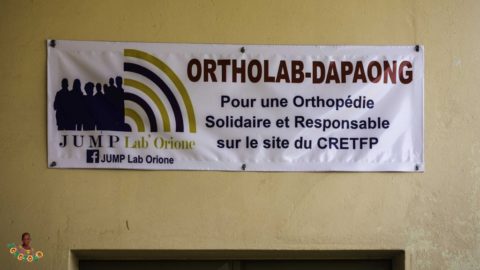 ORTHOLAB-DAPAONG
Pour une Orthopédie
Solidaire et Responsable
sur le site du CRETFP
JUMP Lab'Orione
JUMP Lab Orione